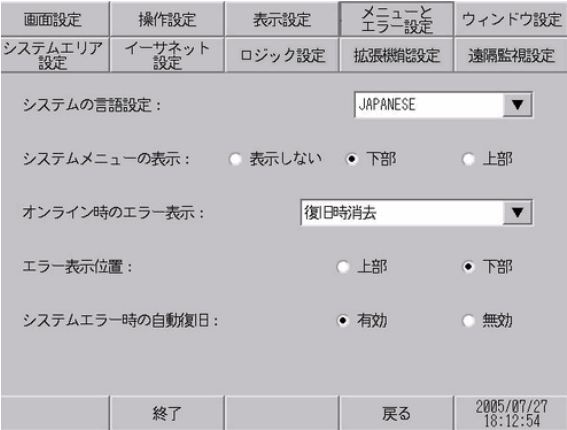 画面設定
操作設定
表示設定
メニューと
エラー設定
ウィンドウ設定
システムエリア
設定
イーサネット
設定
ロジック設定
拡張機能設定
遠隔監視設定
システムの言語設定：
JAPANESE
システムメニューの表示：
表示しない
下部
上部
オンライン時のエラー表示：
復旧時消去
エラー表示位置：
上部
下部
システムエラー時の自動復旧：
有効
無効
終了
戻る
2005/07/27
18:12:54